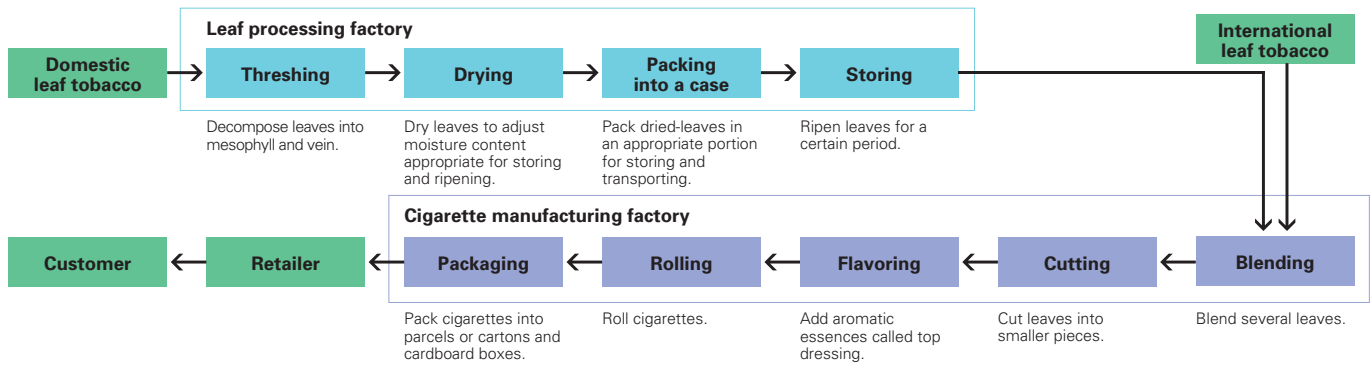 Leaf processing factory
International
leaf tobacco
Domestic
leaf tobacco
Threshing
Drying
Packing
into a case
Storing
Decompose leaves into
mesophyll and vein.
Dry leaves to adjust
moisture content
appropriate for storing
and ripening.
Pack dried-leaves in
an appropriate portion
for storing and
transporting.
Ripen leaves for a
certain period.
Cigarette manufacturing factory
Customer
Retailer
Packaging
Rolling
Flavoring
Cutting
Blending
Pack cigarettes into
parcels or cartons and
cardboard boxes.
Roll cigarettes.
Add aromatic
essences called top
dressing.
Cut leaves into
smaller pieces.
Blend several leaves.